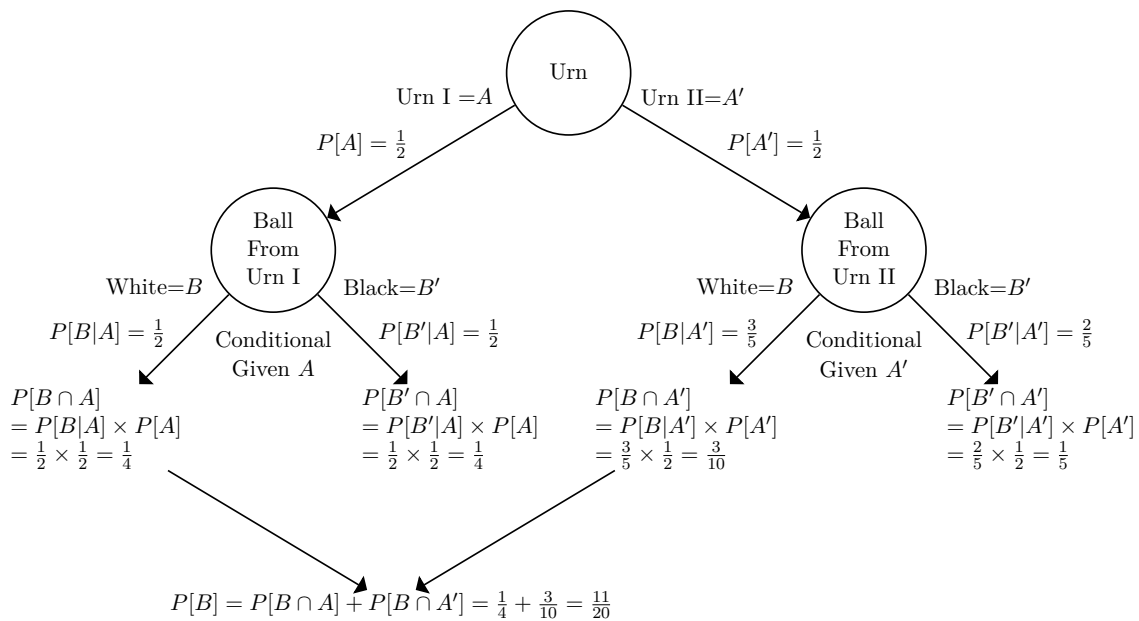 Urn
Urn I =A
Urn II=A′
P[A] = 1/2
P[A′] = 1/2
Ball
From
Urn I
Ball
From
Urn II
White=B
Black=B′
White=B
Black=B′
P[B|A] = 1/2
P[B′|A] = 1/2
P[B|A′] = 3/5
P[B′|A′] = 2/5
Conditional
Given A
Conditional
Given A′
P[B ∩ A]
= P[B|A] × P[A]
= 1/2 × 1/2 = 1/4
P[B′ ∩ A]
= P[B′|A] × P[A]
= 1/2 × 1/2 = 1/4
P[B ∩ A′]
= P[B|A′] × P[A′]
= 3/5 × 1/2 = 3/10
P[B′ ∩ A′]
= P[B′|A′] × P[A′]
= 2/5 × 1/2 = 1/5
P[B] = P[B ∩ A] + P[B ∩ A′] = 1/4 + 3/10 = 11/20